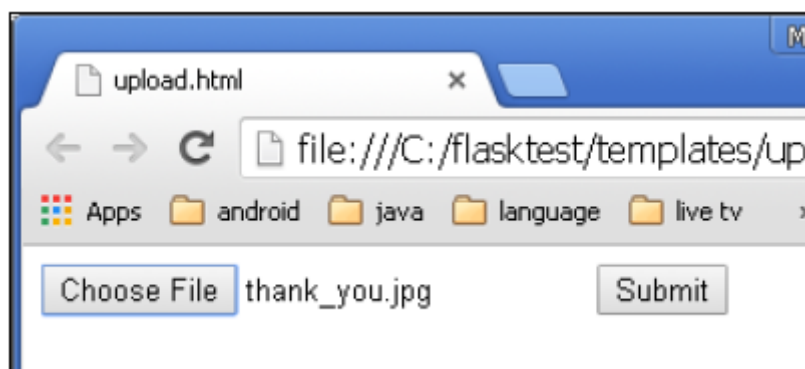 M
upload.html
file:///C:/flasktest/templates/up
Apps android java language live tv
Choose File thank_you.jpg Submit